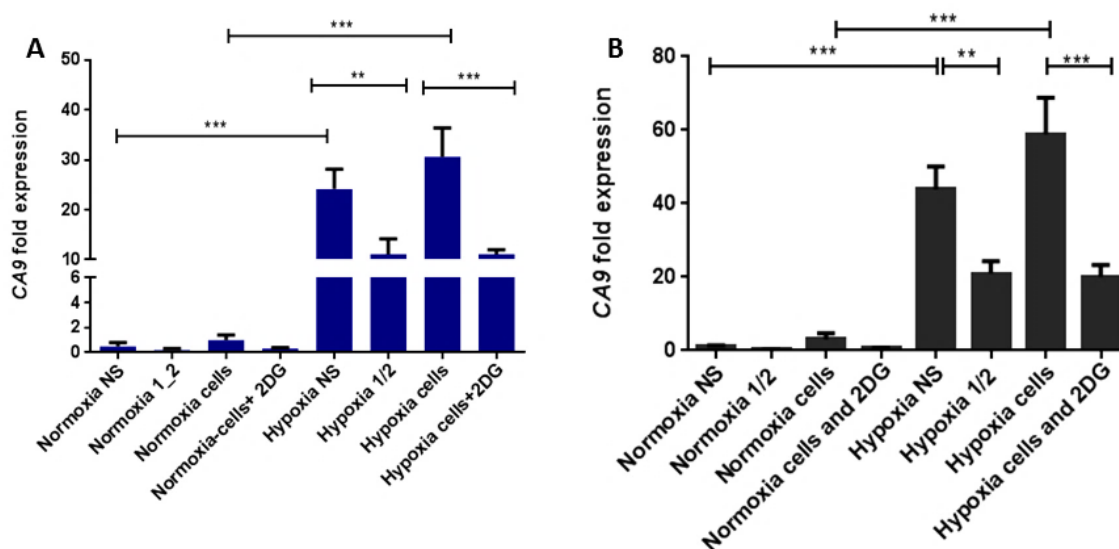 A
CA9 fold expression
50
40
30
20
10
6
4
2
0
***
***
**
***
Normoxia NS
Normoxia 1_2
Normoxia cells
Normoxia-cells+ 2DG
Hypoxia NS
Hypoxia 1/2
Hypoxia cells
Hypoxia cells+2DG
B
CA9 fold expression
80
60
40
20
0
***
***
**
***
Normoxia NS
Normoxia 1/2
Normoxia cells
Normoxia cells and 2DG
Hypoxia NS
Hypoxia 1/2
Hypoxia cells
Hypoxia cells and 2DG